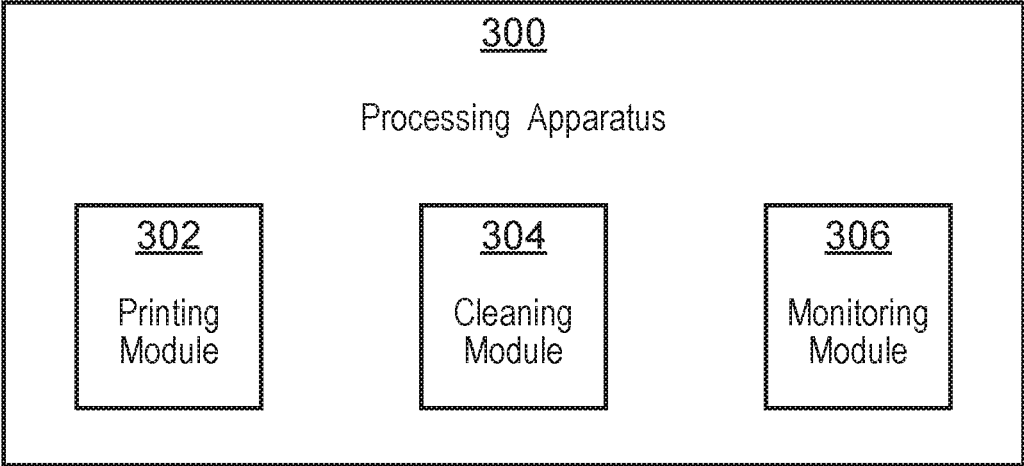 300
Processing Apparatus
302
Printing
Module
304
Cleaning
Module
306
Monitoring
Module